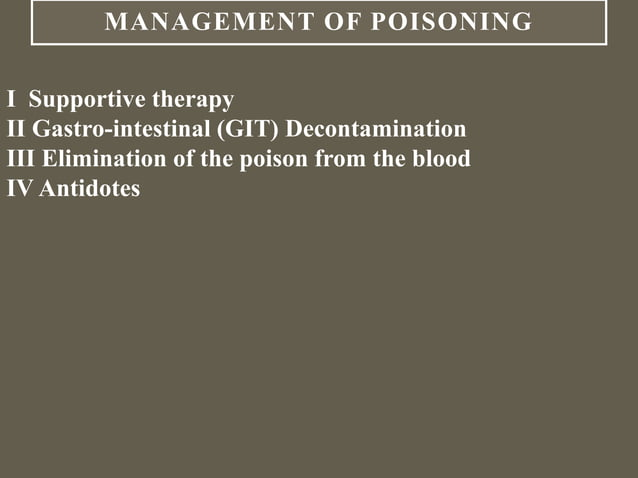 MANAGEMENT OF POISONING
I Supportive therapy
II Gastro-intestinal (GIT) Decontamination
III Elimination of the poison from the blood
IV Antidotes